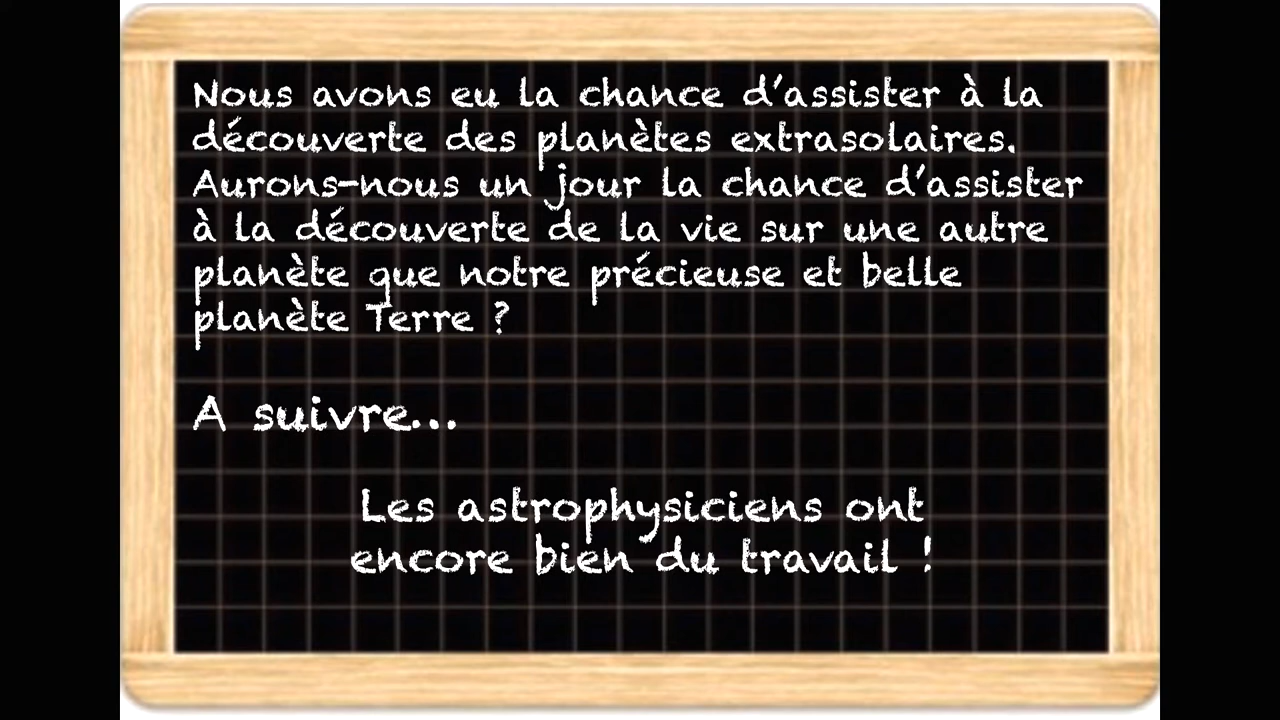 Nous avons eu la chance d'assister à la
découverte des planètes extrasolaires.
Aurons-nous un jour la chance d'assister
à la découverte de la vie sur une autre
planète que notre précieuse et belle
planète Terre ?
A suivre...
Les astrophysiciens ont
encore bien du travail !